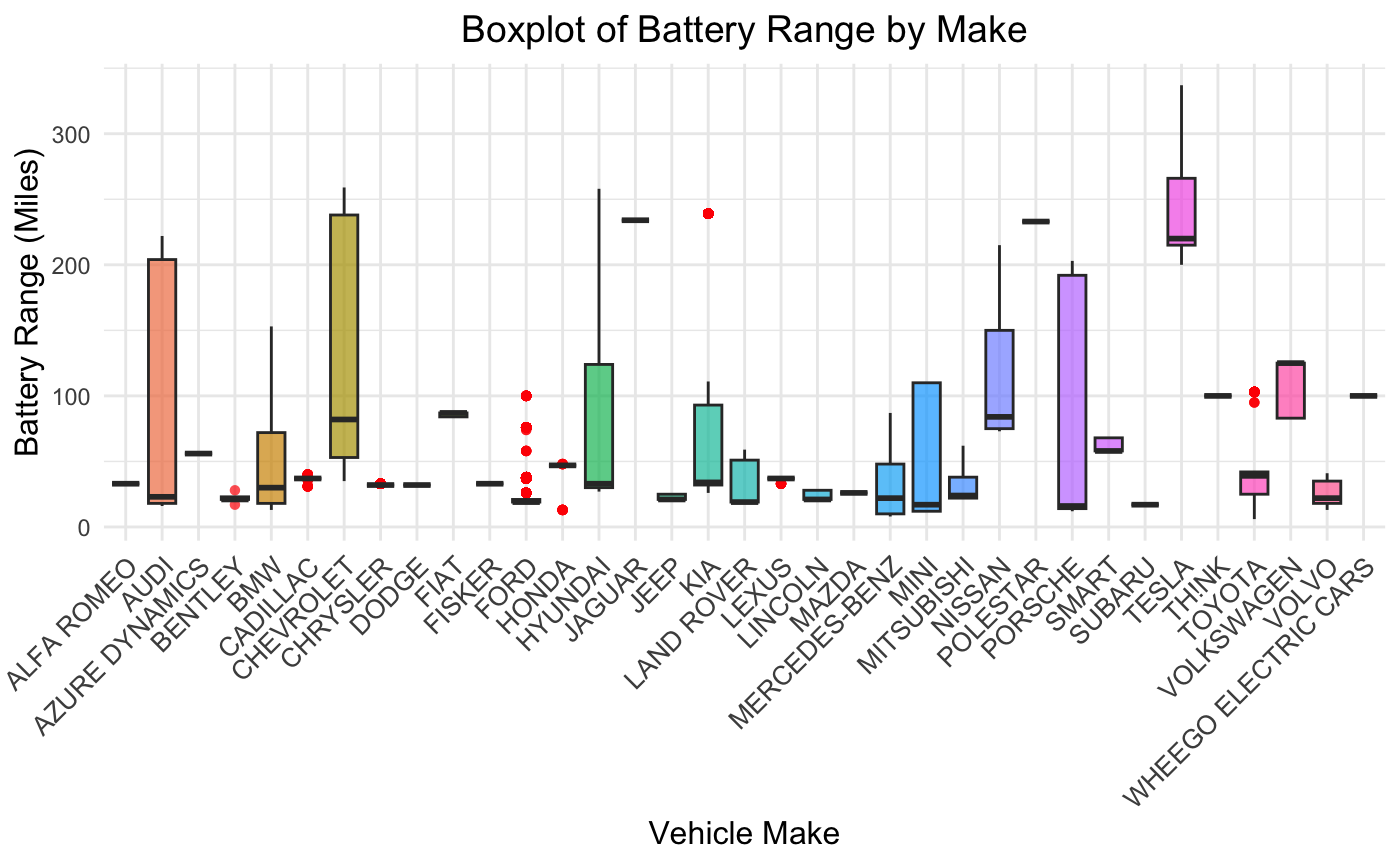 Boxplot of Battery Range by Make
Battery Range (Miles)
300
200
100
0
ALFA ROMEO
AUDI
AZURE DYNAMICS
BENTLEY
BMW
CADILLAC
CHEVROLET
CHRYSLER
DODGE
FIAT
FISKER
FORD
HONDA
HYUNDAI
JAGUAR
JEEP
KIA
LAND ROVER
LEXUS
LINCOLN
MAZDA
MERCEDES-BENZ
MINI
MITSUBISHI
NISSAN
POLESTAR
PORSCHE
SMART
SUBARU
TESLA
TH!NK
TOYOTA
VOLKSWAGEN
VOLVO
WHEEGO ELECTRIC CARS
Vehicle Make